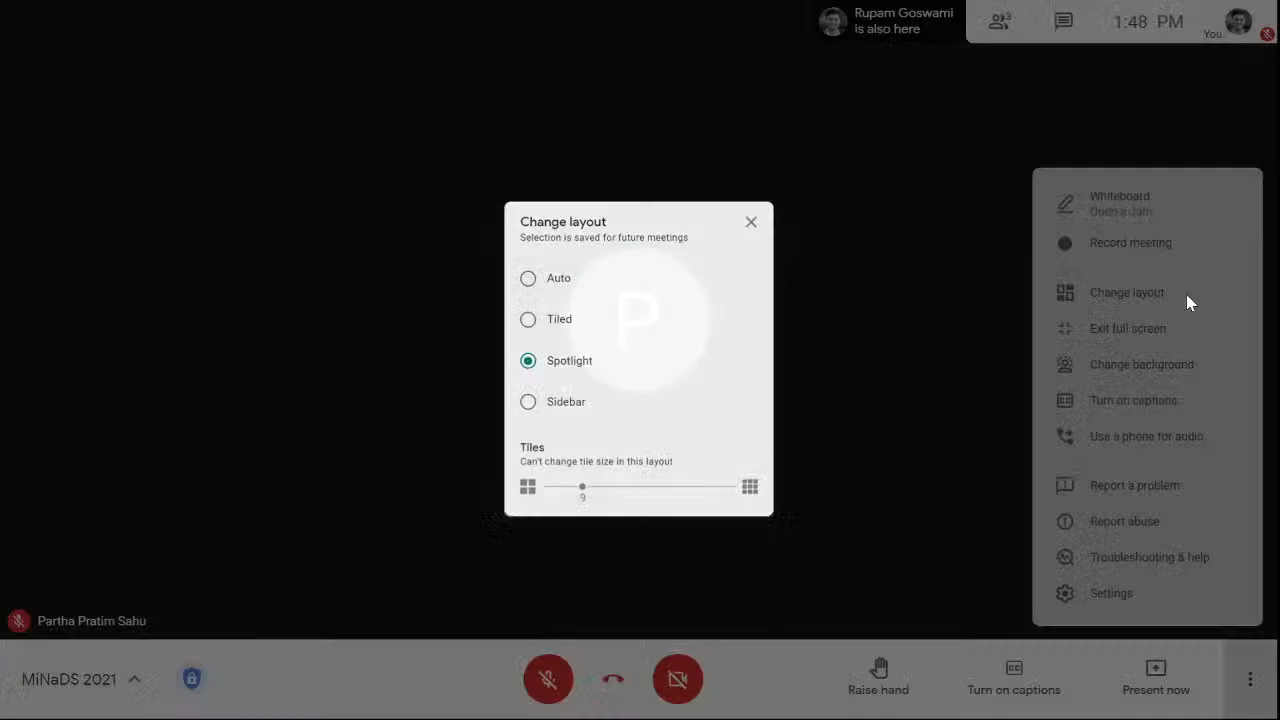 Rupam Goswami
is also here
3
1:48 PM
You
Whiteboard
Open a Jam
Record meeting
Change layout
Exit full screen
Change background
Turn on captions
Use a phone for audio
Report a problem
Report abuse
Troubleshooting & help
Settings
Change layout
Selection is saved for future meetings
P
Auto
Tiled
Spotlight
Sidebar
Tiles
Can't change tile size in this layout
9
Partha Pratim Sahu
MiNaDS 2021
Raise hand
Turn on captions
Present now